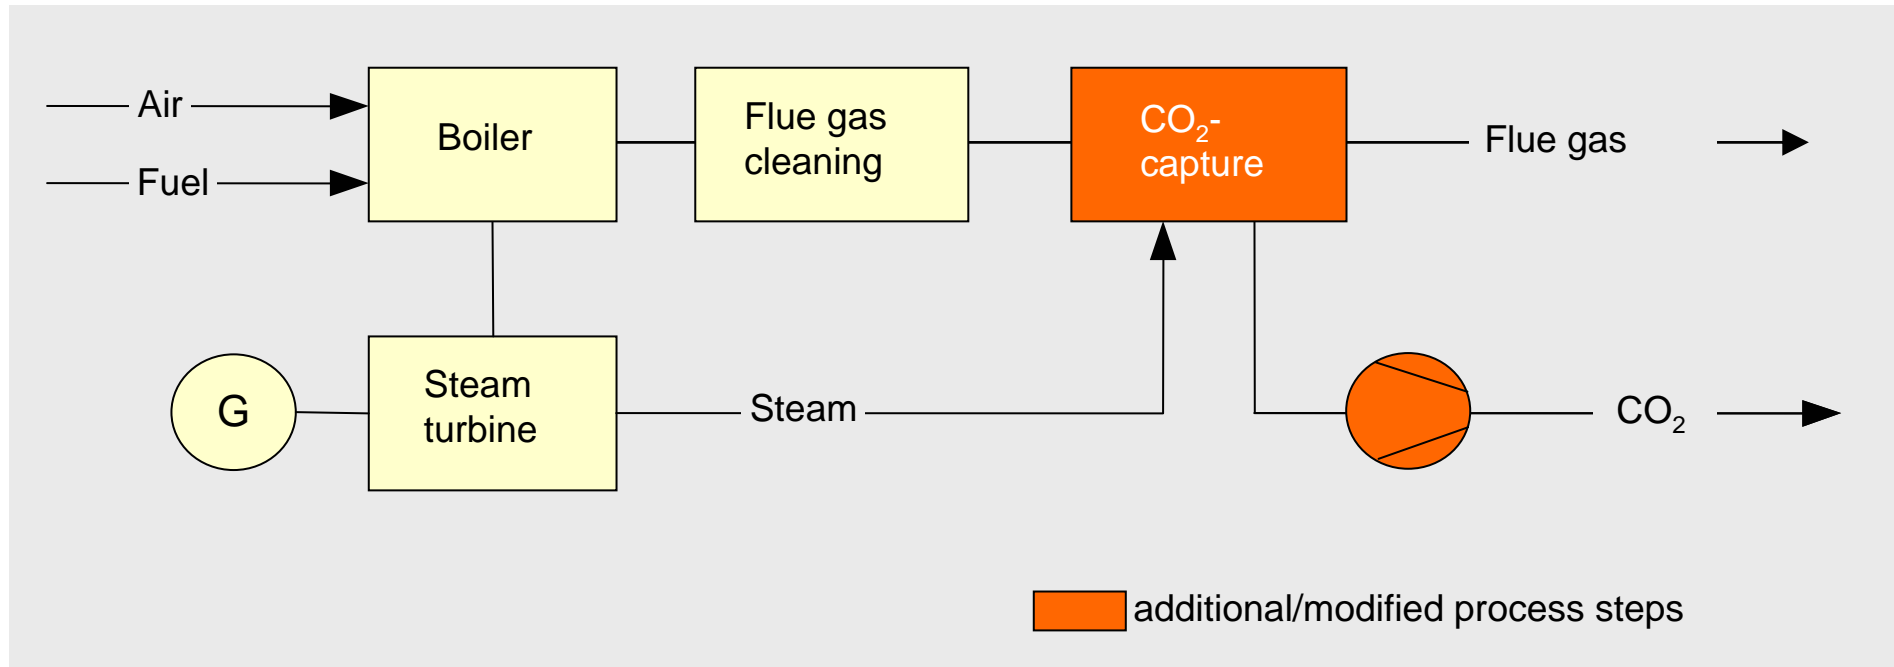 Air
Fuel
Boiler
Flue gas
cleaning
CO₂-
capture
Flue gas
G
Steam
turbine
Steam
CO₂
additional/modified process steps